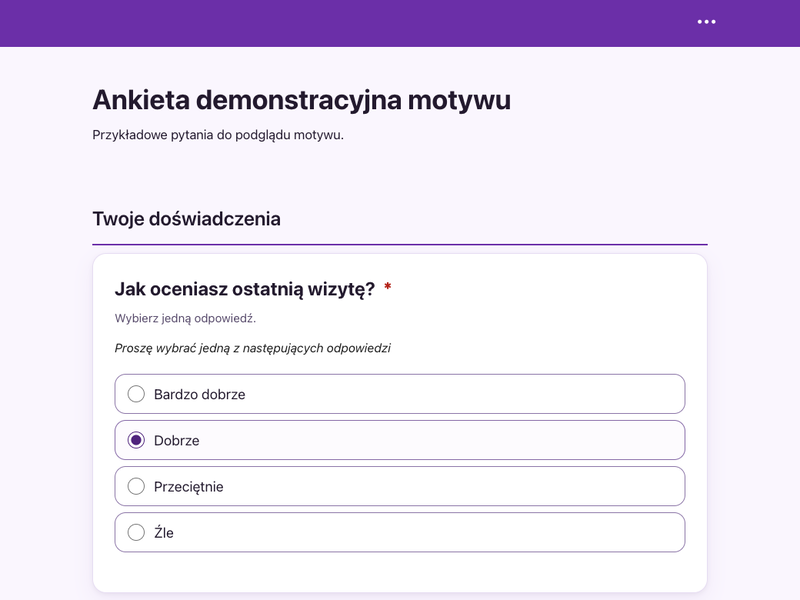 Ankieta demonstracyjna motywu
Przykładowe pytania do podglądu motywu.
Twoje doświadczenia
Jak oceniasz ostatnią wizytę? *
Wybierz jedną odpowiedź.
Proszę wybrać jedną z następujących odpowiedzi
Bardzo dobrze
Dobrze
Przeciętnie
Źle